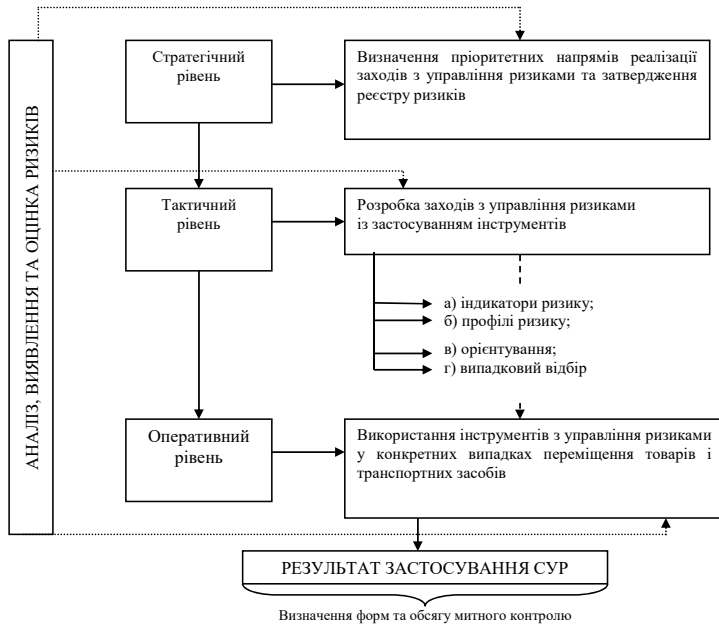 АНАЛІЗ, ВИЯВЛЕННЯ ТА ОЦІНКА РИЗИКІВ
Стратегічний
рівень
Визначення пріоритетних напрямів реалізації
заходів з управління ризиками та затвердження
реєстру ризиків
Тактичний
рівень
Розробка заходів з управління ризиками
із застосуванням інструментів
а) індикатори ризику;
б) профілі ризику;
в) орієнтування;
г) випадковий відбір
Оперативний
рівень
Використання інструментів з управління ризиками
у конкретних випадках переміщення товарів і
транспортних засобів
РЕЗУЛЬТАТ ЗАСТОСУВАННЯ СУР
Визначення форм та обсягу митного контролю